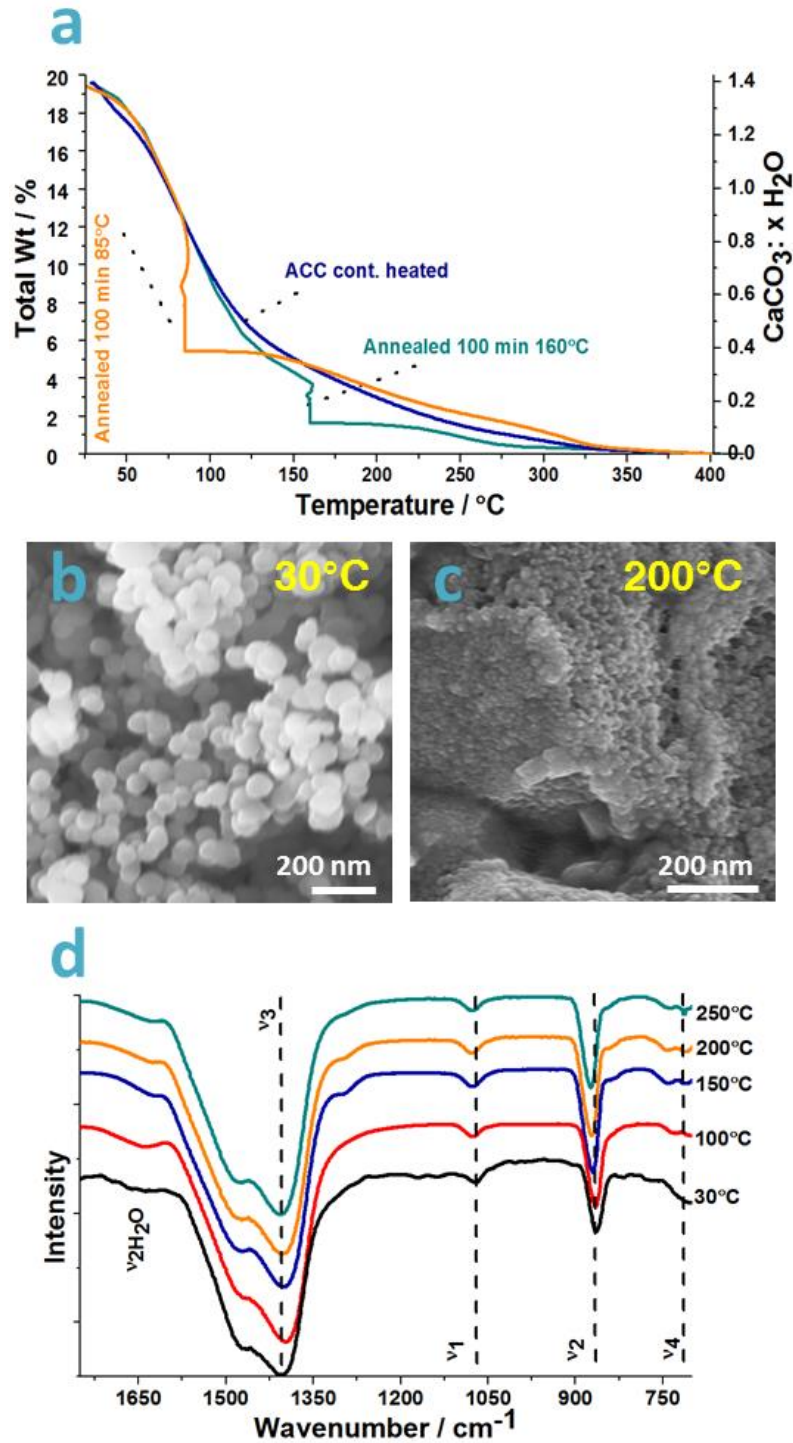 a
20
18
16
14
12
10
8
6
4
2
0
Total Wt / %
1.4
1.2
1.0
0.8
0.6
0.4
0.2
0.0
CaCO3: x H2O
Annealed 100 min 85°C
ACC cont. heated
Annealed 100 min 160°C
50 100 150 200 250 300 350 400
Temperature / °C
b 30°C
200 nm
c 200°C
200 nm
d
Intensity
ν2H2O
ν3
ν1
ν2
ν4
250°C
200°C
150°C
100°C
30°C
1650 1500 1350 1200 1050 900 750
Wavenumber / cm-1